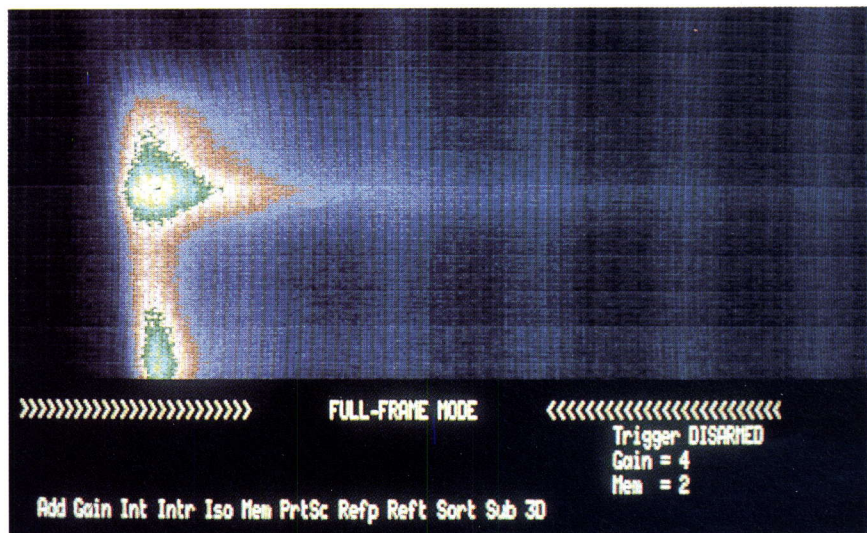 >>>>>>>>>>>>>>>>>>>>>>>>> FULL-FRAME MODE <<<<<<<<<<<<<<<<<<<<<<<<<
Trigger DISARMED
Gain = 4
Mem = 2
Add Gain Int Intr Iso Mem PrtSc Refp Reft Sort Sub 3D